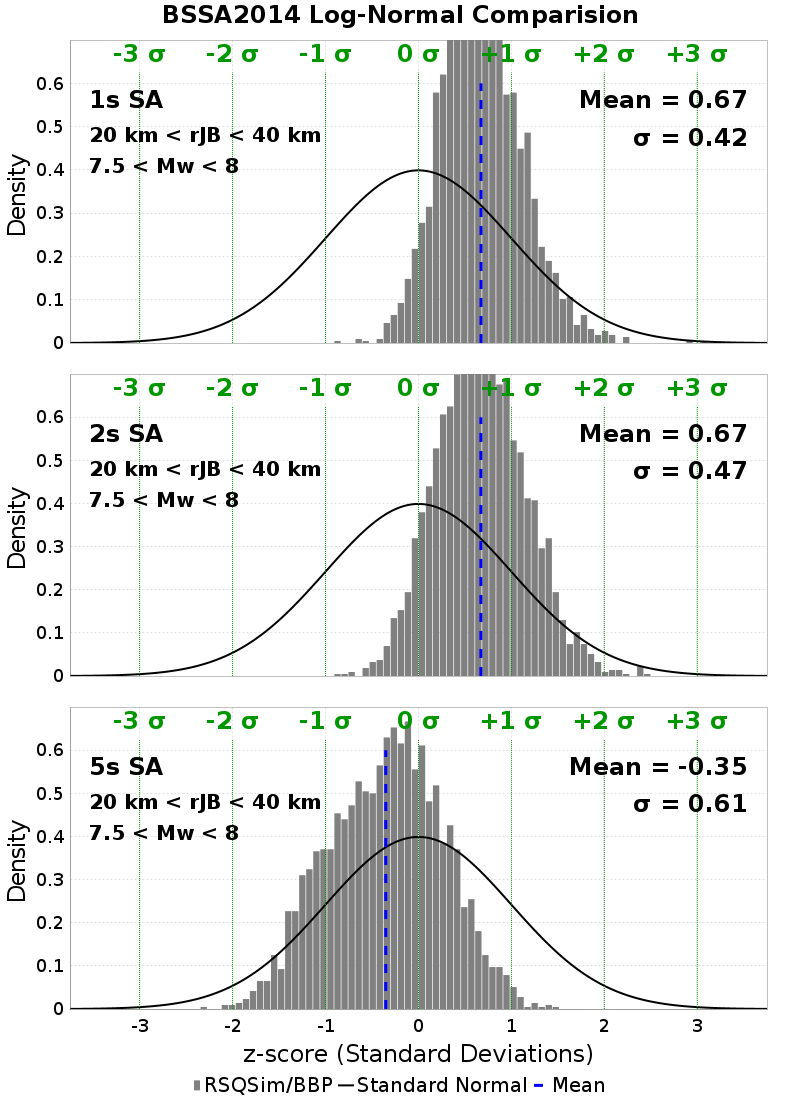 BSSA2014 Log-Normal Comparision
-3 σ -2 σ -1 σ 0 σ +1 σ +2 σ +3 σ
1s SA
Mean = 0.67
20 km < rJB < 40 km
σ = 0.42
7.5 < Mw < 8
Density
0.6
0.5
0.4
0.3
0.2
0.1
0
-3 σ -2 σ -1 σ 0 σ +1 σ +2 σ +3 σ
2s SA
Mean = 0.67
20 km < rJB < 40 km
σ = 0.47
7.5 < Mw < 8
Density
0.6
0.5
0.4
0.3
0.2
0.1
0
-3 σ -2 σ -1 σ 0 σ +1 σ +2 σ +3 σ
5s SA
Mean = -0.35
20 km < rJB < 40 km
σ = 0.61
7.5 < Mw < 8
Density
0.6
0.5
0.4
0.3
0.2
0.1
0
-3 -2 -1 0 1 2 3
z-score (Standard Deviations)
RSQSim/BBP Standard Normal Mean